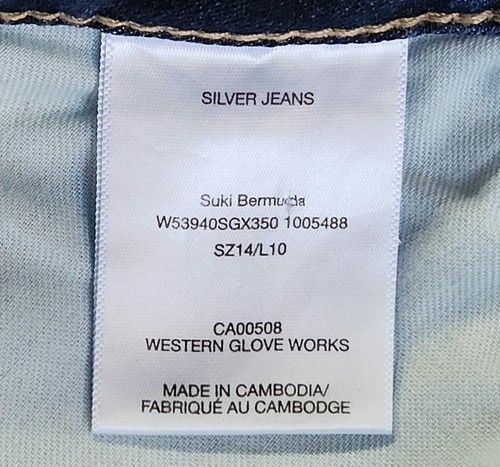 SILVER JEANS
Suki Bermuda
W53940SGX350 1005488
SZ14/L10
CA00508
WESTERN GLOVE WORKS
MADE IN CAMBODIA/
FABRIQUÉ AU CAMBODGE